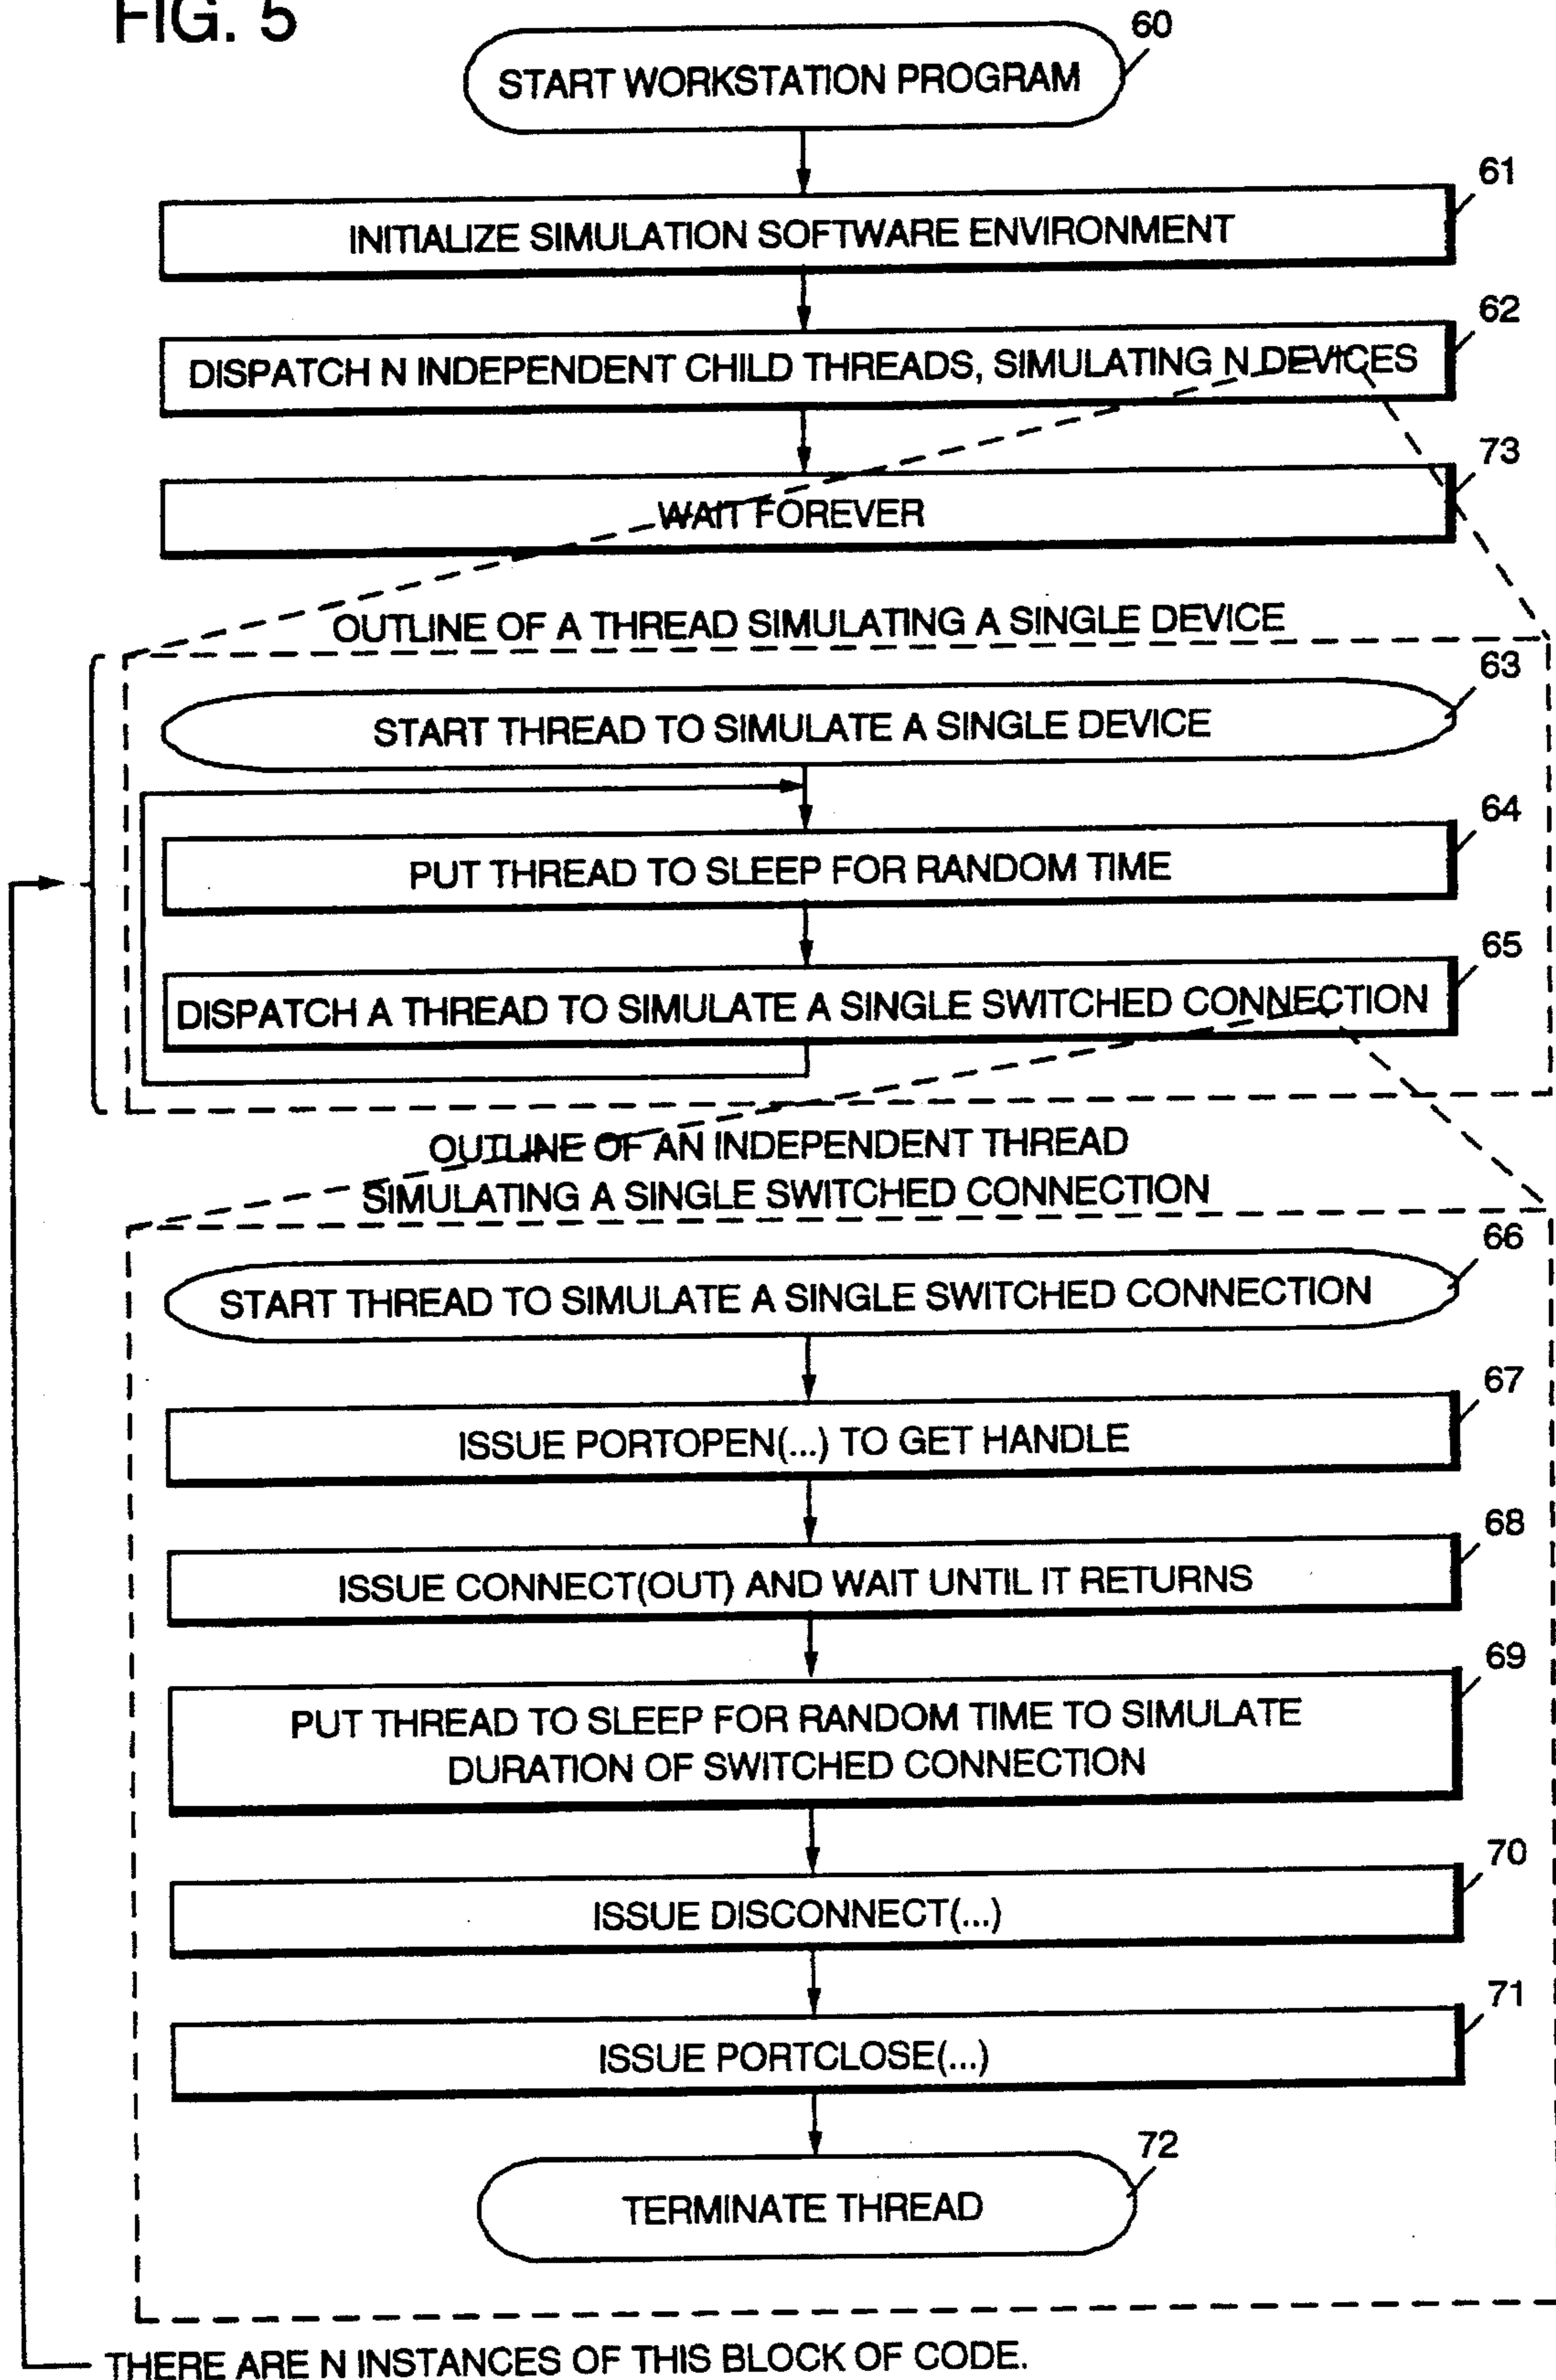 FIG. 5
60
START WORKSTATION PROGRAM
61
INITIALIZE SIMULATION SOFTWARE ENVIRONMENT
62
DISPATCH N INDEPENDENT CHILD THREADS, SIMULATING N DEVICES
73
WAIT FOREVER
OUTLINE OF A THREAD SIMULATING A SINGLE DEVICE
63
START THREAD TO SIMULATE A SINGLE DEVICE
64
PUT THREAD TO SLEEP FOR RANDOM TIME
65
DISPATCH A THREAD TO SIMULATE A SINGLE SWITCHED CONNECTION
OUTLINE OF AN INDEPENDENT THREAD
SIMULATING A SINGLE SWITCHED CONNECTION
66
START THREAD TO SIMULATE A SINGLE SWITCHED CONNECTION
67
ISSUE PORTOPEN(...) TO GET HANDLE
68
ISSUE CONNECT(OUT) AND WAIT UNTIL IT RETURNS
69
PUT THREAD TO SLEEP FOR RANDOM TIME TO SIMULATE
DURATION OF SWITCHED CONNECTION
70
ISSUE DISCONNECT(...)
71
ISSUE PORTCLOSE(...)
72
TERMINATE THREAD
THERE ARE N INSTANCES OF THIS BLOCK OF CODE.